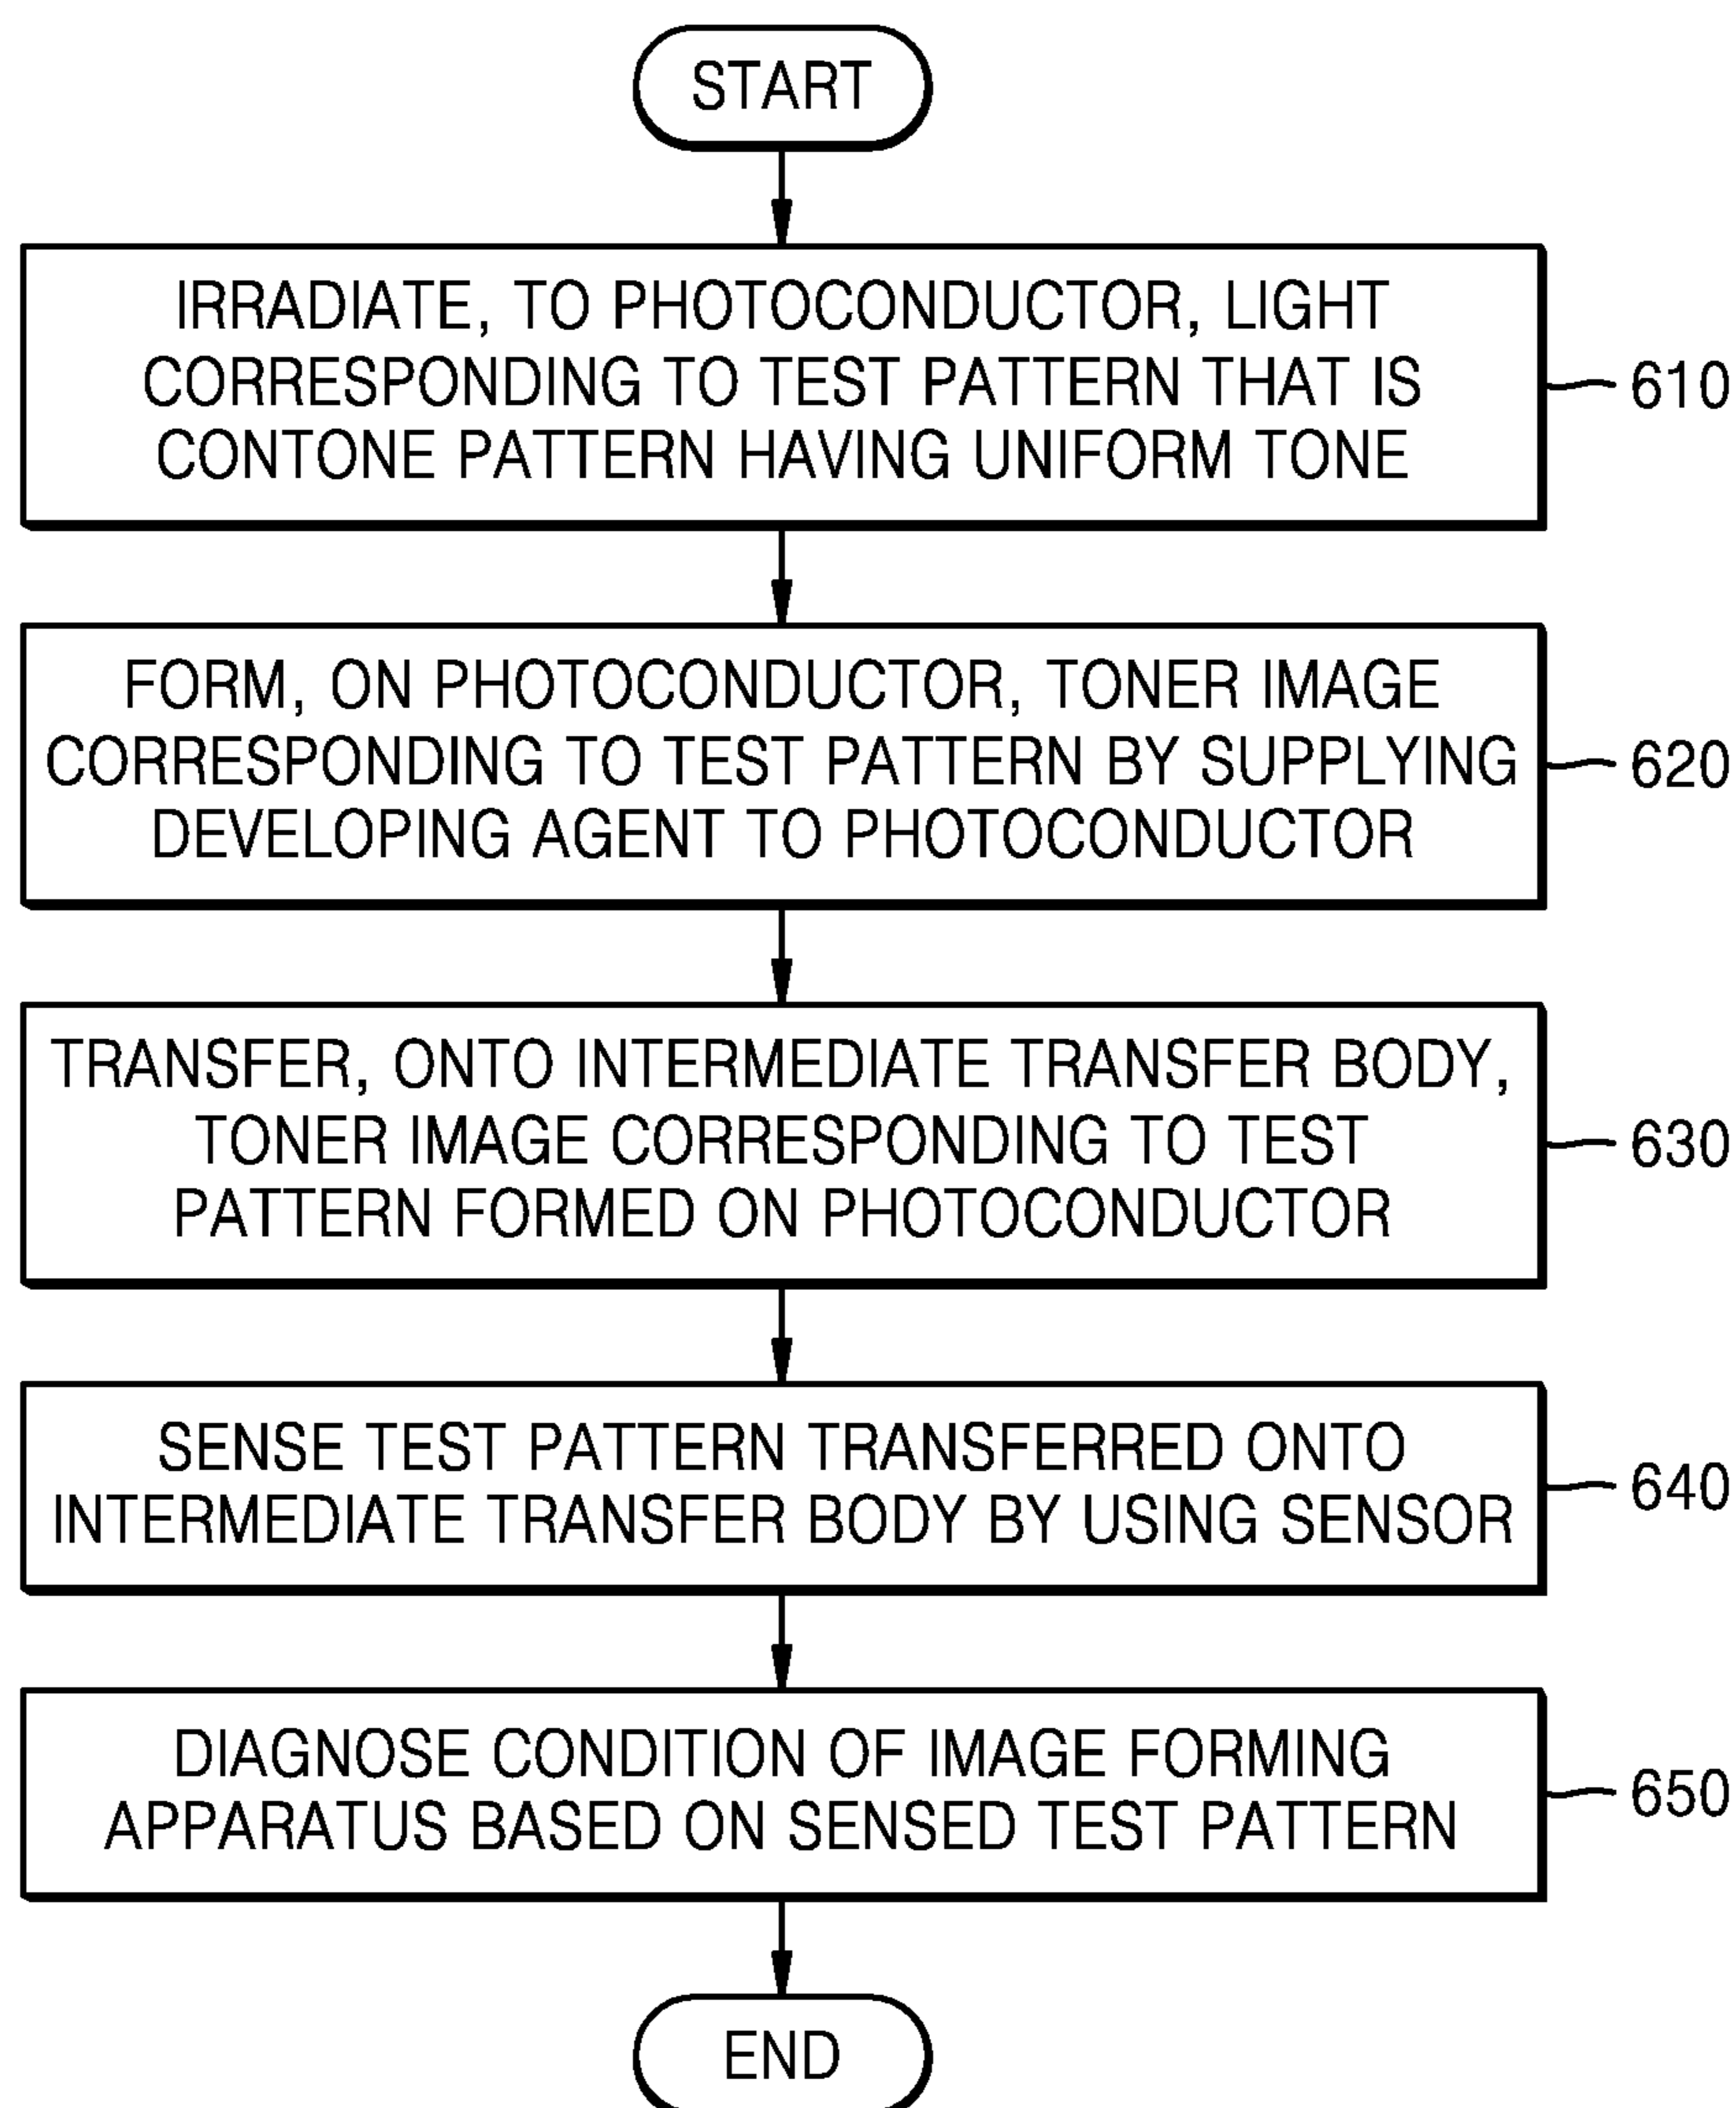 START
IRRADIATE, TO PHOTOCONDUCTOR, LIGHT
CORRESPONDING TO TEST PATTERN THAT IS
CONTONE PATTERN HAVING UNIFORM TONE
610
FORM, ON PHOTOCONDUCTOR, TONER IMAGE
CORRESPONDING TO TEST PATTERN BY SUPPLYING
DEVELOPING AGENT TO PHOTOCONDUCTOR
620
TRANSFER, ONTO INTERMEDIATE TRANSFER BODY,
TONER IMAGE CORRESPONDING TO TEST
PATTERN FORMED ON PHOTOCONDUCTOR
630
SENSE TEST PATTERN TRANSFERRED ONTO
INTERMEDIATE TRANSFER BODY BY USING SENSOR
640
DIAGNOSE CONDITION OF IMAGE FORMING
APPARATUS BASED ON SENSED TEST PATTERN
650
END